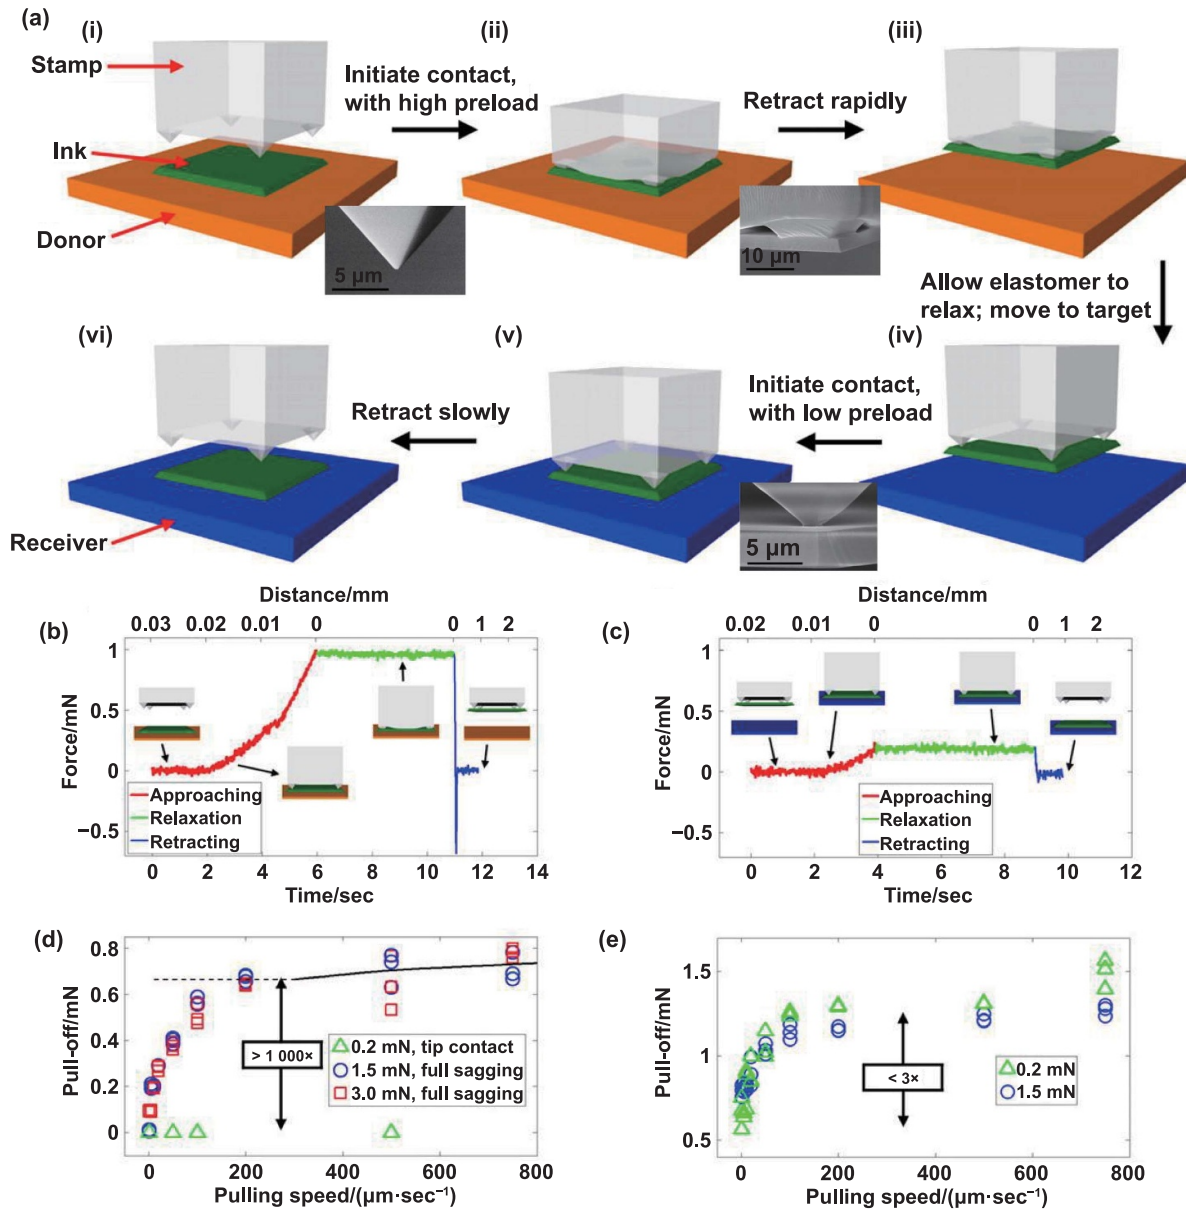 (a)
(i)
(ii)
(iii)
Stamp
Initiate contact,
with high preload
Retract rapidly
Ink
Donor
5 µm
10 µm
Allow elastomer to
relax; move to target
(vi)
(v)
(iv)
Retract slowly
Initiate contact,
with low preload
Receiver
5 µm
(b)
Distance/mm
0.03 0.02 0.01 0 0 1 2
Force/mN
1
0.5
0
−0.5
Approaching
Relaxation
Retracting
0 2 4 6 8 10 12 14
Time/sec
(c)
Distance/mm
0.02 0.01 0 0 1 2
Force/mN
1
0.5
0
−0.5
Approaching
Relaxation
Retracting
0 2 4 6 8 10 12
Time/sec
(d)
Pull-off/mN
0.8
0.6
0.4
0.2
0
> 1 000×
0.2 mN, tip contact
1.5 mN, full sagging
3.0 mN, full sagging
0 200 400 600 800
Pulling speed/(µm·sec⁻¹)
(e)
Pull-off/mN
1.5
1
0.5
< 3×
0.2 mN
1.5 mN
0 200 400 600 800
Pulling speed/(µm·sec⁻¹)